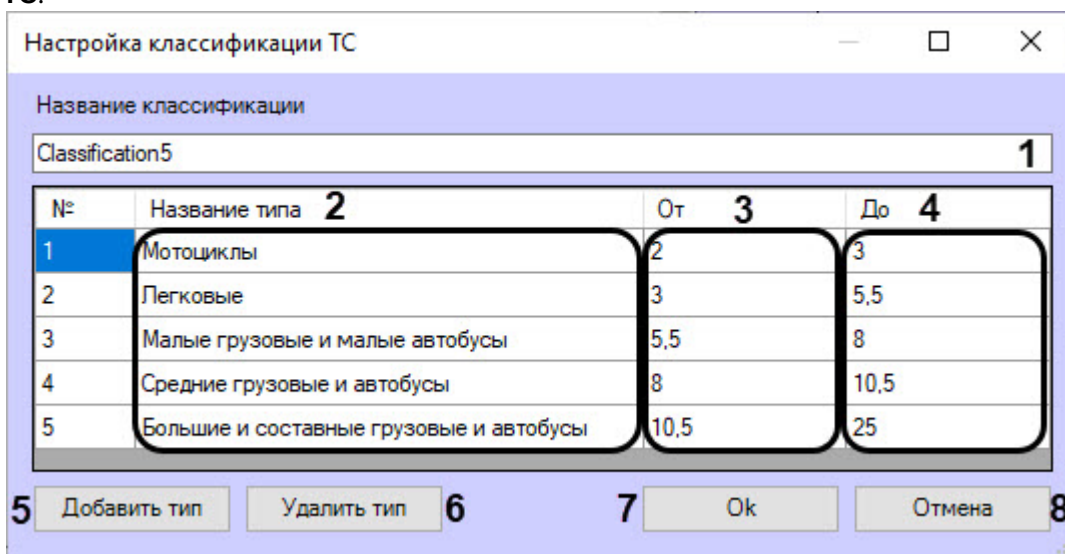 ТС.
Настройка классификации ТС
Название классификации
Classification5 1
№ Название типа 2 От 3 До 4
1 Мотоциклы 2 3
2 Легковые 3 5,5
3 Малые грузовые и малые автобусы 5,5 8
4 Средние грузовые и автобусы 8 10,5
5 Большие и составные грузовые и автобусы 10,5 25
5 Добавить тип Удалить тип 6 7 Ok Отмена 8